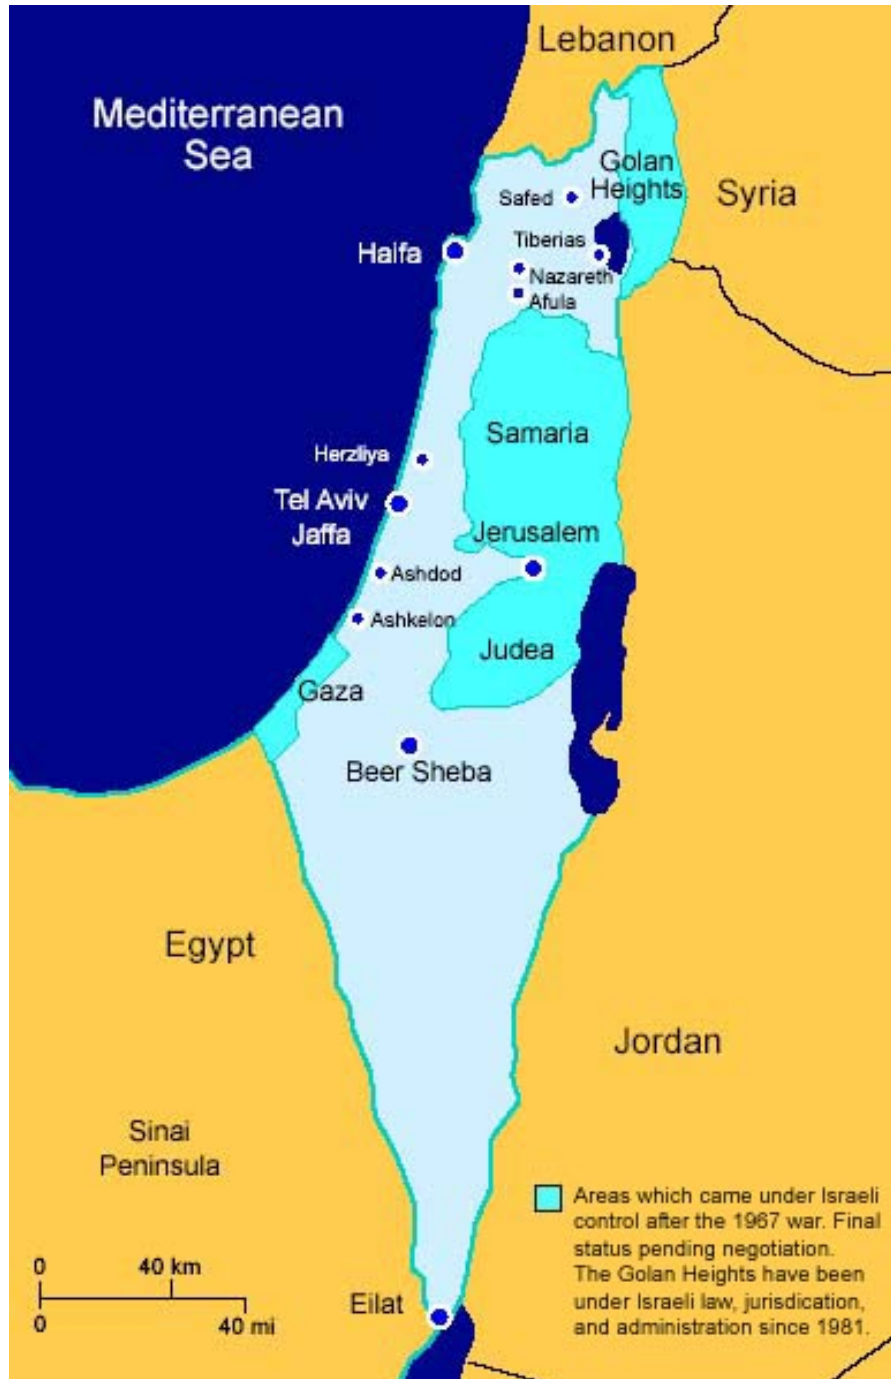 Lebanon
Mediterranean
Sea
Golan
Heights
Syria
Safed
Tiberias
Haifa
Nazareth
Afula
Samaria
Herzliya
Tel Aviv
Jaffa
Jerusalem
Ashdod
Ashkelon
Judea
Gaza
Beer Sheba
Egypt
Jordan
Sinai
Peninsula
Areas which came under Israeli
control after the 1967 war. Final
status pending negotiation.
The Golan Heights have been
under Israeli law, jurisdication,
and administration since 1981.
0 40 km
0 40 mi
Eilat